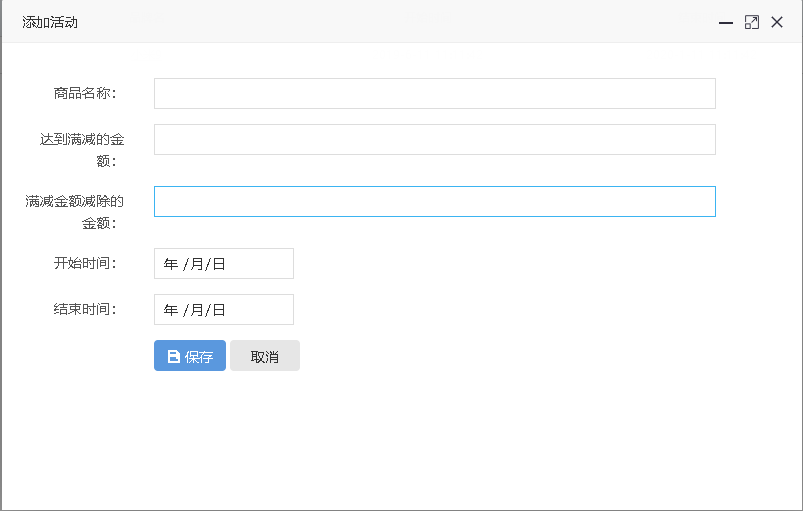 添加活动
商品名称：
达到满减的金
额：
满减金额减除的
金额：
开始时间：
年 /月/日
结束时间：
年 /月/日
保存 取消